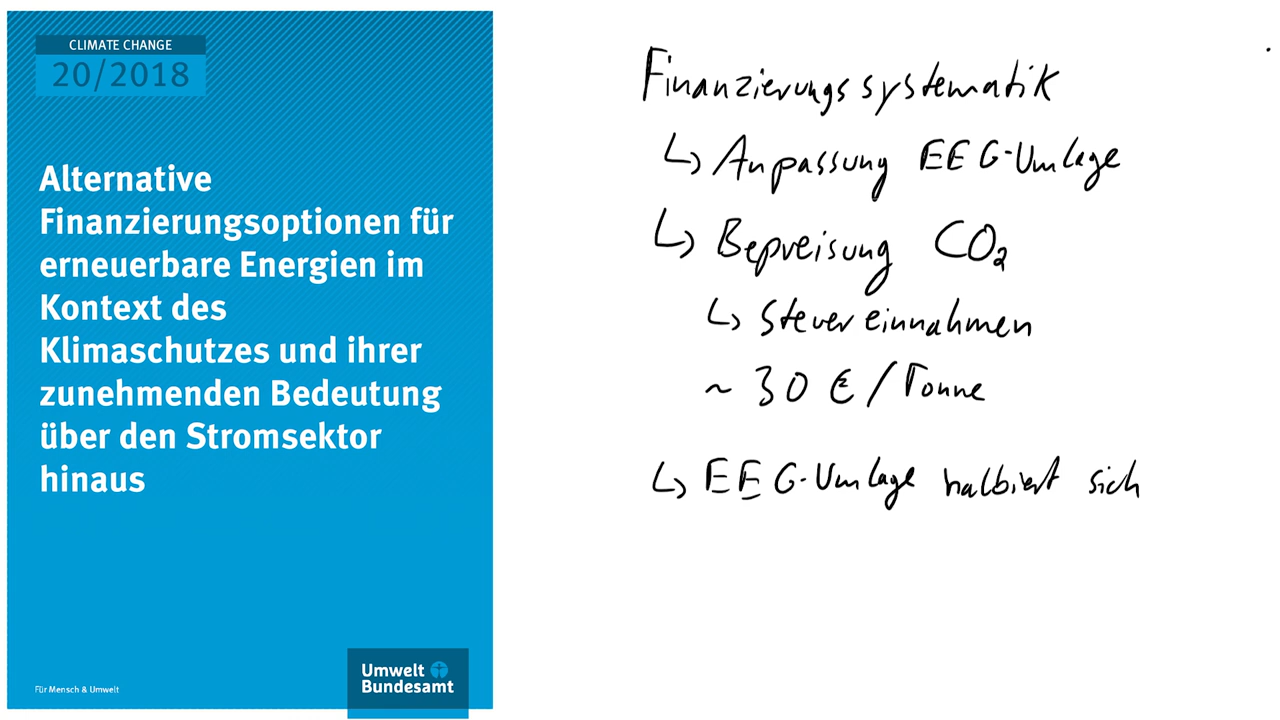 CLIMATE CHANGE
20/2018
Alternative
Finanzierungsoptionen für
erneuerbare Energien im
Kontext des
Klimaschutzes und ihrer
zunehmenden Bedeutung
über den Stromsektor
hinaus
Für Mensch & Umwelt
Umwelt
Bundesamt
Finanzierungssystematik
↳ Anpassung EEG-Umlage
↳ Bepreisung CO₂
↳ Steuereinnahmen
~ 30 €/Tonne
↳ EEG-Umlage halbiert sich